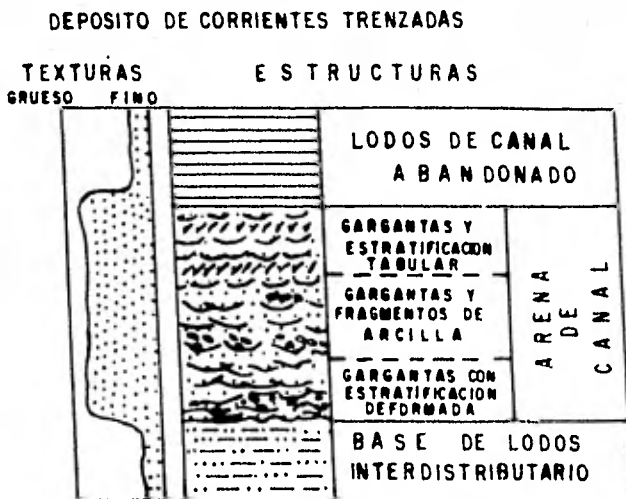 DEPOSITO DE CORRIENTES TRENZADAS
TEXTURAS
ESTRUCTURAS
GRUESO FINO
LODOS DE CANAL
ABANDONADO
GARGANTAS Y
ESTRATIFICACION
TABULAR
GARGANTAS Y
FRAGMENTOS DE
ARCILLA
GARGANTAS CON
ESTRATIFICACION
DEFORMADA
ARENA
DE
CANAL
BASE DE LODOS
INTERDISTRIBUTARIO